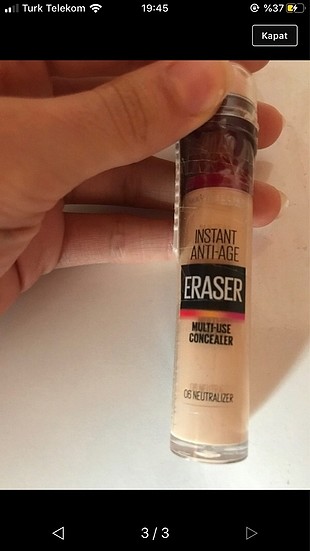 Turk Telekom
19:45
%37
Kapat
INSTANT
ANTI-AGE
ERASER
MULTI-USE
CONCEALER
06 NEUTRALIZER
3 / 3